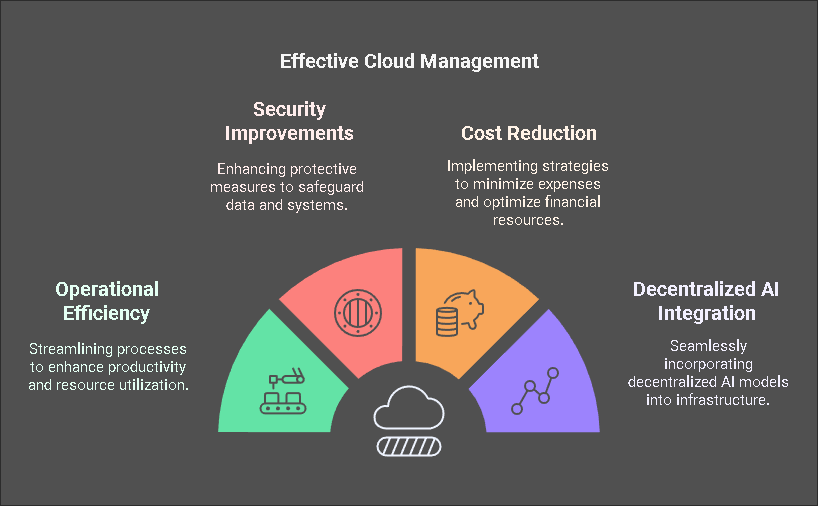 Effective Cloud Management
Security
Improvements
Enhancing protective
measures to safeguard
data and systems.
Cost Reduction
Implementing strategies
to minimize expenses
and optimize financial
resources.
Operational
Efficiency
Streamlining processes
to enhance productivity
and resource utilization.
Decentralized AI
Integration
Seamlessly
incorporating
decentralized AI models
into infrastructure.